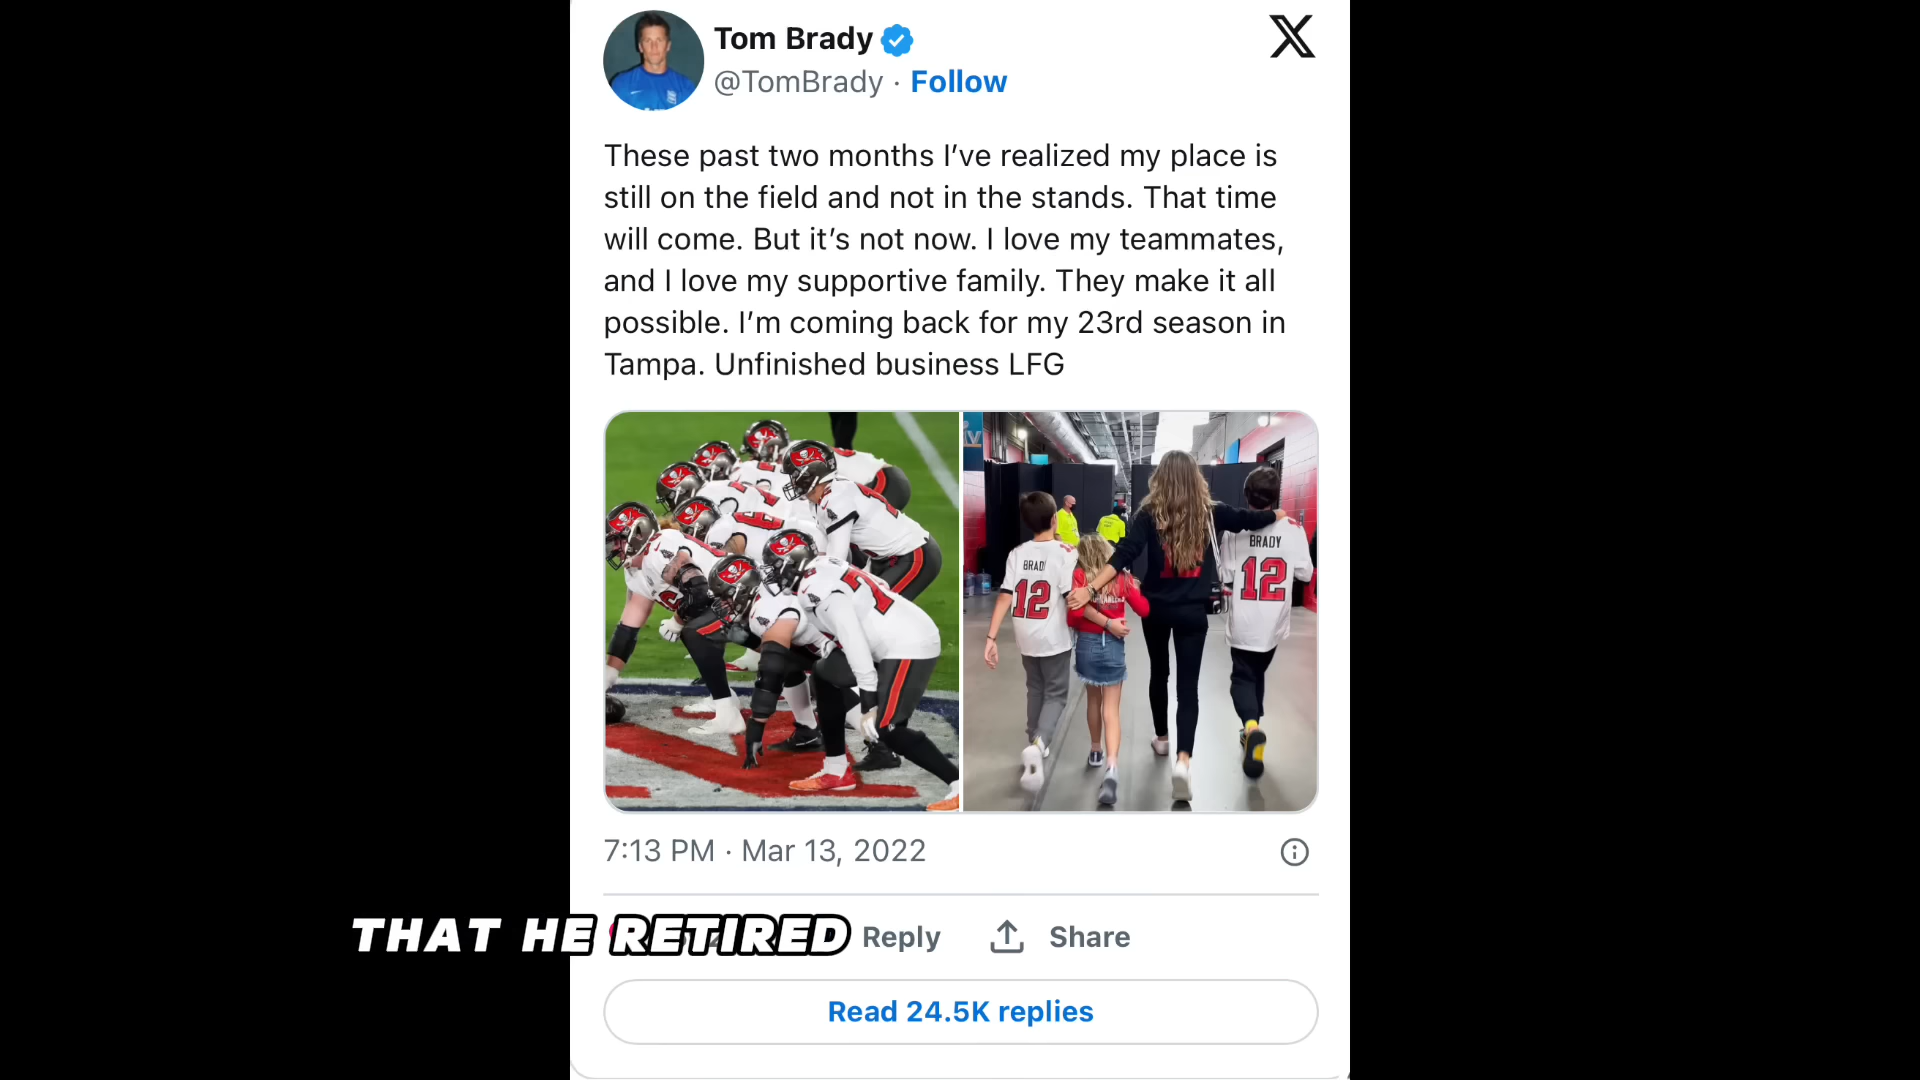 Tom Brady
@TomBrady · Follow
These past two months I’ve realized my place is
still on the field and not in the stands. That time
will come. But it’s not now. I love my teammates,
and I love my supportive family. They make it all
possible. I’m coming back for my 23rd season in
Tampa. Unfinished business LFG
BRADY
12
BRADY
12
7:13 PM · Mar 13, 2022
THAT HE RETIRED
Reply Share
Read 24.5K replies